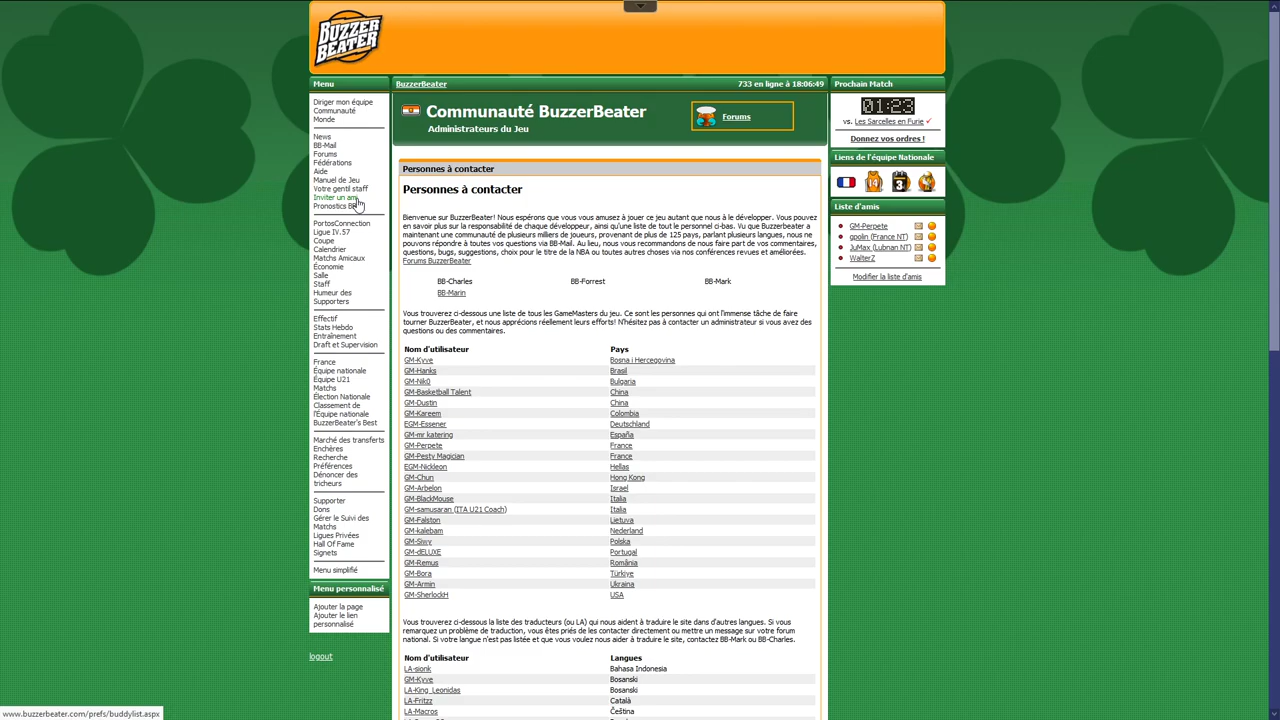 BUZZER
BEATER
Menu
Diriger mon équipe
Communauté
Monde
News
BB-Mail
Forums
Fédérations
Aide
Manuel de Jeu
Votre gentil staff
Inviter un ami
Pronostics
PortosConnection
Ligue IV.57
Coupe
Calendrier
Matchs Amicaux
Économie
Salle
Staff
Humeur des
Supporters
Effectif
Stats Hebdo
Entraînement
Draft et Supervision
France
Équipe nationale
Équipe U21
Matchs
Élection Nationale
Classement de
l'Équipe nationale
BuzzerBeater's Best
Marché des transferts
Enchères
Recherche
Préférences
Dénoncer des
tricheurs
Supporter
Dons
Gérer le Suivi des
Matchs
Ligues Privées
Hall Of Fame
Signets
Menu simplifié
Menu personnalisé
Ajouter la page
Ajouter le lien
personnalisé
logout
BuzzerBeater
733 en ligne à 18:06:49
Communauté BuzzerBeater
Administrateurs du Jeu
Forums
Personnes à contacter
Personnes à contacter
Bienvenue sur BuzzerBeater! Nous espérons que vous vous amusez à jouer ce jeu autant que nous à le développer. Vous pouvez
en savoir plus sur la responsabilité de chaque développeur, ainsi qu'une liste de tout le personnel ci-bas. Vu que Buzzerbeater a
maintenant une communauté de plusieurs milliers de joueurs, provenant de plus de 125 pays, parlant plusieurs langues, nous ne
pouvons répondre à toutes vos questions via BB-Mail. Au lieu, nous vous recommandons de nous faire part de vos commentaires,
questions, bugs, suggestions, choix pour le titre de la NBA ou toutes autres choses via nos conférences revues et améliorées.
Forums BuzzerBeater
BB-Charles BB-Forrest BB-Mark
BB-Marin
Vous trouverez ci-dessous une liste de tous les GameMasters du jeu. Ce sont les personnes qui ont l'immense tâche de faire
tourner BuzzerBeater, et nous apprécions réellement leurs efforts! N'hésitez pas à contacter un administrateur si vous avez des
questions ou des commentaires.
Nom d'utilisateur Pays
GM-Kyve Bosna i Hercegovina
GM-Hanks Brasil
GM-Nik0 Bulgaria
GM-Basketball Talent China
GM-Dustin China
GM-Kareem Colombia
EGM-Essener Deutschland
GM-mr katering España
GM-Perpete France
GM-Pesty Magician France
EGM-Nickleon Hellas
GM-Chun Hong Kong
GM-Arbelon Israel
GM-BlackMouse Italia
GM-samusaran (ITA U21 Coach) Italia
GM-Falston Lietuva
GM-kalebam Nederland
GM-Siwy Polska
GM-dELUXE Portugal
GM-Remus România
GM-Bora Türkiye
GM-Armin Ukraina
GM-SherlockH USA
Vous trouverez ci-dessous la liste des traducteurs (ou LA) qui nous aident à traduire le site dans d'autres langues. Si vous
remarquez un problème de traduction, vous êtes priés de les contacter directement ou mettre un message sur votre forum
national. Si votre langue n'est pas listée et que vous voulez nous aider à traduire le site, contactez BB-Mark ou BB-Charles.
Nom d'utilisateur Langues
LA-sionk Bahasa Indonesia
GM-Kyve Bosanski
LA-King_Leonidas Bosanski
LA-Fritzz Català
LA-Macros Čeština
Prochain Match
01:23
vs. Les Sarcelles en Furie
Donnez vos ordres !
Liens de l'équipe Nationale
3
Liste d'amis
GM-Perpete
gpolin (France NT)
JuMax (Lubnan NT)
WalterZ
Modifier la liste d'amis
www.buzzerbeater.com/prefs/buddylist.aspx